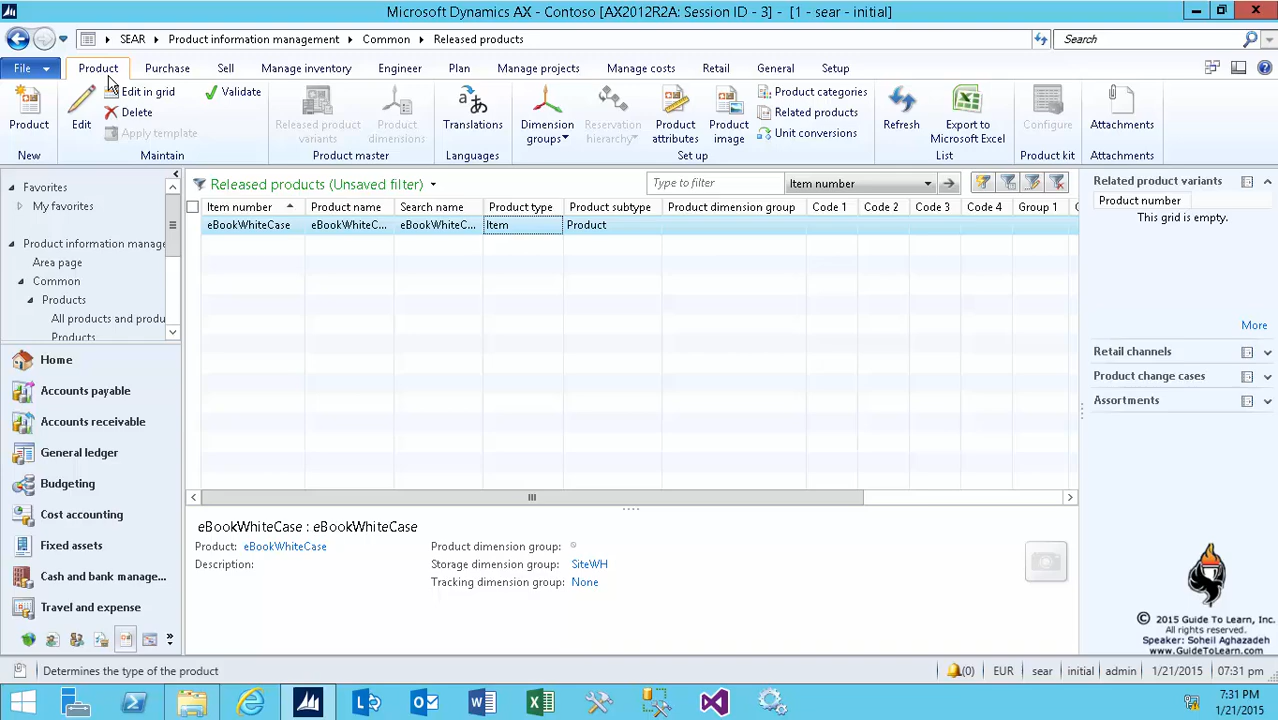 Microsoft Dynamics AX - Contoso [AX2012R2A: Session ID - 3] - [1 - sear - initial]
SEAR Product information management Common Released products
Search
File Product Purchase Sell Manage inventory Engineer Plan Manage projects Manage costs Retail General Setup
Edit in grid Validate Product categories
Delete Related products
Apply template Unit conversions
Product Edit Released product variants Product dimensions Translations Dimension groups Reservation hierarchy Product attributes Product image Refresh Export to Microsoft Excel Configure Attachments
New Maintain Product master Languages Set up List Product kit Attachments
Favorites
My favorites
Product information manage
Area page
Common
Products
All products and produ
Products
Home
Accounts payable
Accounts receivable
General ledger
Budgeting
Cost accounting
Fixed assets
Cash and bank manage...
Travel and expense
Released products (Unsaved filter)
Type to filter Item number
Item number Product name Search name Product type Product subtype Product dimension group Code 1 Code 2 Code 3 Code 4 Group 1
eBookWhiteCase eBookWhiteC... eBookWhiteC... Item Product
eBookWhiteCase : eBookWhiteCase
Product: eBookWhiteCase Product dimension group:
Description: Storage dimension group: SiteWH
Tracking dimension group: None
Related product variants
Product number
This grid is empty.
More
Retail channels
Product change cases
Assortments
© 2015 Guide To Learn, Inc.
All rights reserved.
Speaker: Soheil Aghazadeh
www.GuideToLearn.com
Determines the type of the product (0) EUR sear initial admin 1/21/2015 07:31 pm
7:31 PM
1/21/2015